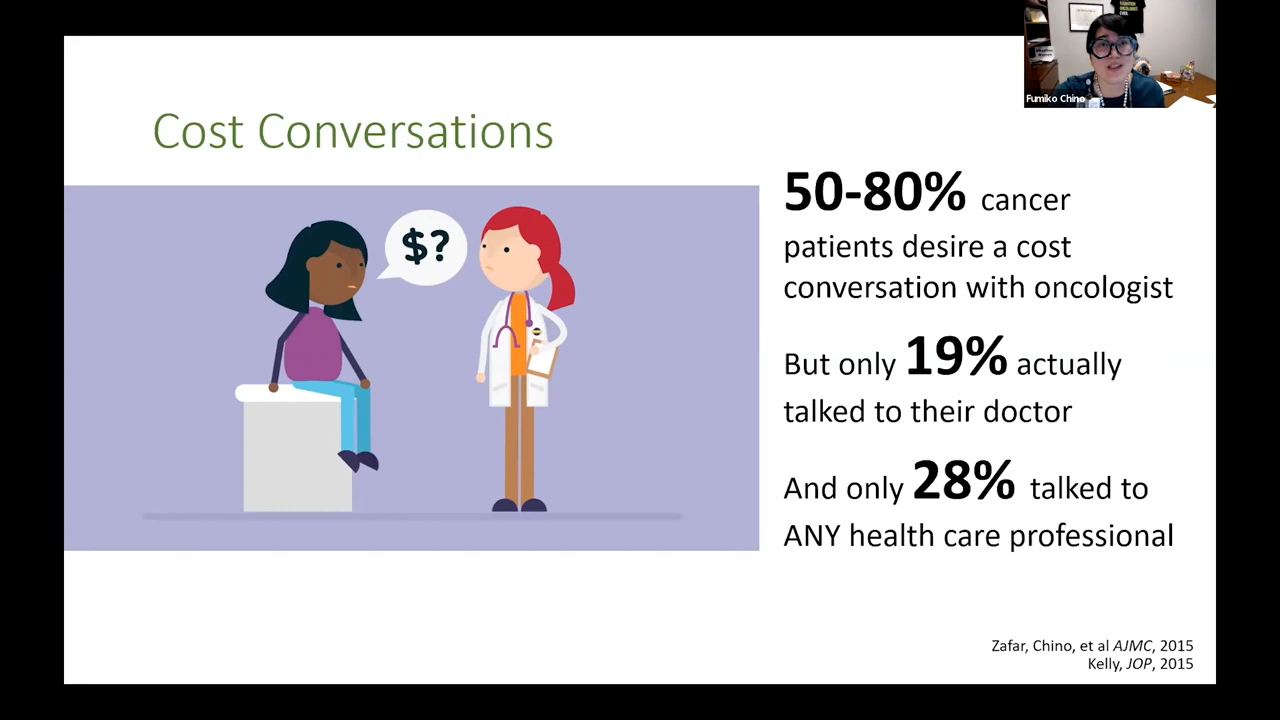 Fumiko Chino
Cost Conversations
$?
50-80% cancer
patients desire a cost
conversation with oncologist
But only 19% actually
talked to their doctor
And only 28% talked to
ANY health care professional
Zafar, Chino, et al AJMC, 2015
Kelly, JOP, 2015